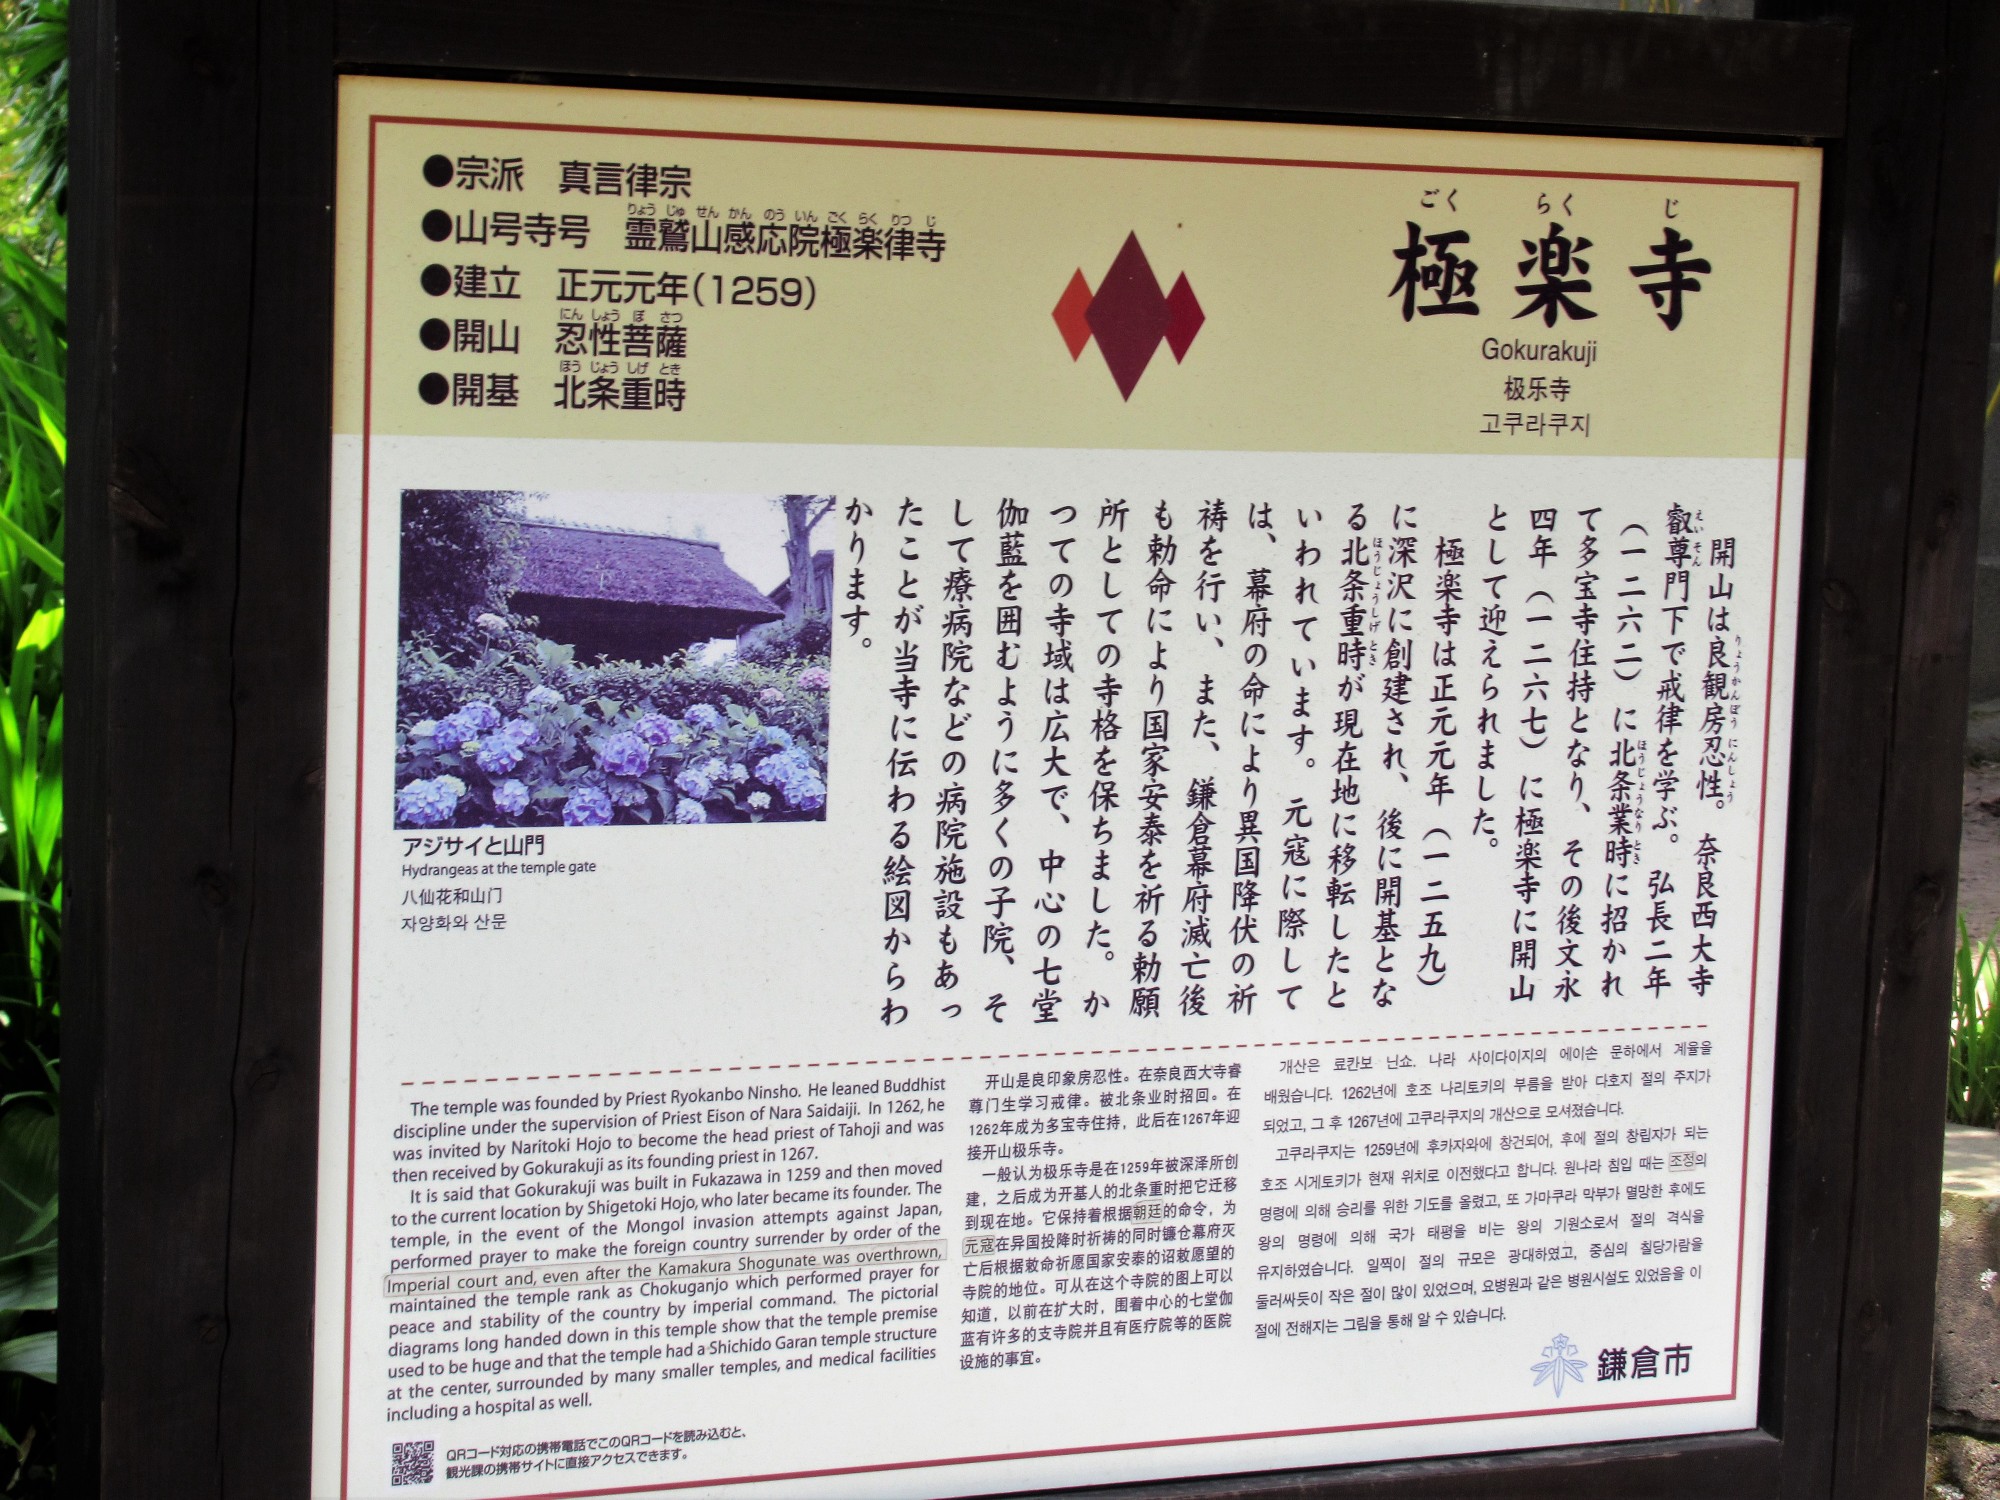 ●宗派　真言律宗
りょう じゅ せん かん のう いん ごく らく りつ じ
●山号寺号　霊鷲山感応院極楽律寺
●建立　正元元年(1259)
にん しょう ぼ さつ
●開山　忍性菩薩
ほう じょう しげ とき
●開基　北条重時
ごく らく じ
極楽寺
Gokurakuji
极乐寺
고쿠라쿠지
開山は良観房忍性。奈良西大寺
叡尊門下で戒律を学ぶ。弘長二年
（一二六二）に北条業時に招かれ
て多宝寺住持となり、その後文永
四年（一二六七）に極楽寺に開山
として迎えられました。
極楽寺は正元元年（一二五九）
に深沢に創建され、後に開基とな
る北条重時が現在地に移転したと
いわれています。元寇に際して
は、幕府の命により異国降伏の祈
祷を行い、また、鎌倉幕府滅亡後
も勅命により国家安泰を祈る勅願
所としての寺格を保ちました。か
つての寺域は広大で、中心の七堂
伽藍を囲むように多くの子院、そ
して療病院などの病院施設もあっ
たことが当寺に伝わる絵図からわ
かります。
アジサイと山門
Hydrangeas at the temple gate
八仙花和山门
자양화와 산문
The temple was founded by Priest Ryokanbo Ninsho. He leaned Buddhist
discipline under the supervision of Priest Eison of Nara Saidaiji. In 1262, he
was invited by Naritoki Hojo to become the head priest of Tahoji and was
then received by Gokurakuji as its founding priest in 1267.
It is said that Gokurakuji was built in Fukazawa in 1259 and then moved
to the current location by Shigetoki Hojo, who later became its founder. The
temple, in the event of the Mongol invasion attempts against Japan,
performed prayer to make the foreign country surrender by order of the
Imperial court and, even after the Kamakura Shogunate was overthrown,
maintained the temple rank as Chokuganjo which performed prayer for
peace and stability of the country by imperial command. The pictorial
diagrams long handed down in this temple show that the temple premise
used to be huge and that the temple had a Shichido Garan temple structure
at the center, surrounded by many smaller temples, and medical facilities
including a hospital as well.
开山是良印象房忍性。在奈良西大寺睿
尊门生学习戒律。被北条业时招回。在
1262年成为多宝寺住持，此后在1267年迎
接开山极乐寺。
一般认为极乐寺是在1259年被深泽所创
建，之后成为开基人的北条重时把它迁移
到现在地。它保持着根据朝廷的命令，为
元寇在异国投降时祈祷的同时镰仓幕府灭
亡后根据敕命祈愿国家安泰的诏敕愿望的
寺院的地位。可从在这个寺院的图上可以
知道，以前在扩大时，围着中心的七堂伽
蓝有许多的支寺院并且有医疗院等的医院
设施的事宜。
개산은 료칸보 닌쇼. 나라 사이다이지의 에이손 문하에서 계율을
배웠습니다. 1262년에 호조 나리토키의 부름을 받아 다호지 절의 주지가
되었고, 그 후 1267년에 고쿠라쿠지의 개산으로 모셔졌습니다.
고쿠라쿠지는 1259년에 후카자와에 창건되어, 후에 절의 창립자가 되는
호조 시게토키가 현재 위치로 이전했다고 합니다. 원나라 침입 때는 조정의
명령에 의해 승리를 위한 기도를 올렸고, 또 가마쿠라 막부가 멸망한 후에도
왕의 명령에 의해 국가 태평을 비는 왕의 기원소로서 절의 격식을
유지하였습니다. 일찍이 절의 규모은 광대하였고, 중심의 칠당가람을
둘러싸듯이 작은 절이 많이 있었으며, 요병원과 같은 병원시설도 있었음을 이
절에 전해지는 그림을 통해 알 수 있습니다.
鎌倉市
QRコード対応の携帯電話でこのQRコードを読み込むと、
観光課の携帯サイトに直接アクセスできます。